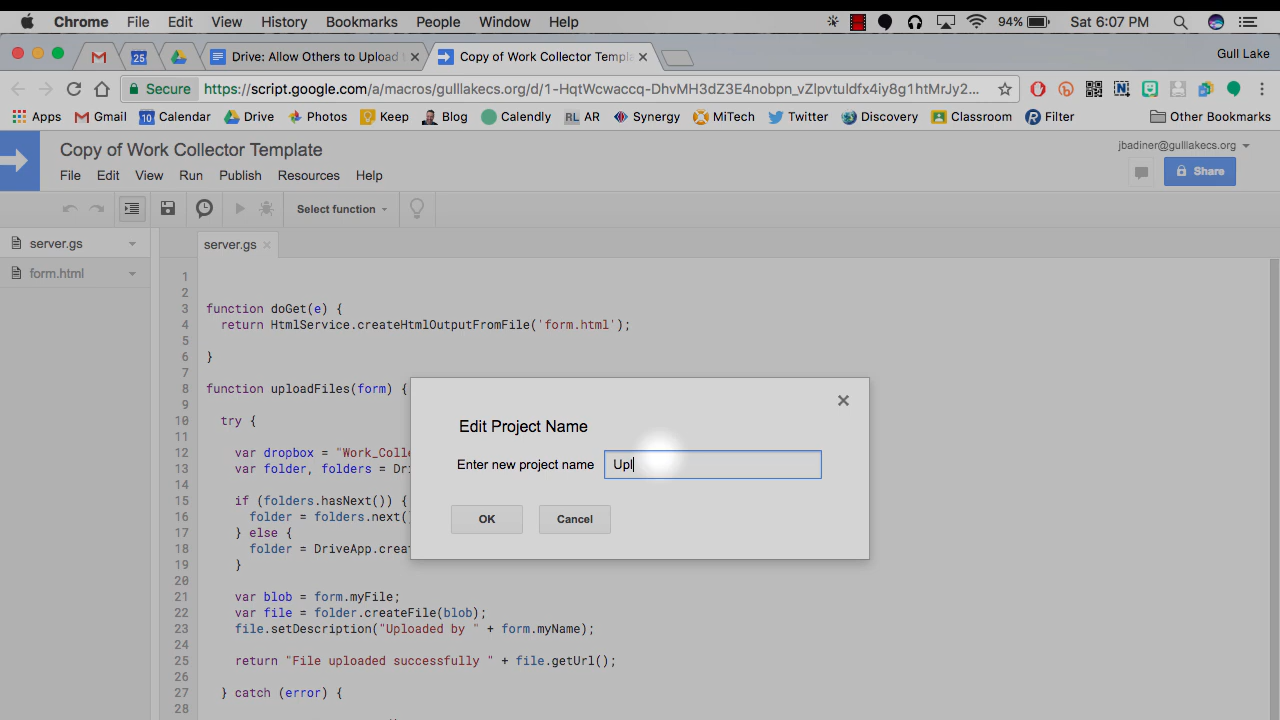 Chrome File Edit View History Bookmarks People Window Help 94% Sat 6:07 PM
25 Drive: Allow Others to Upload Copy of Work Collector Templa Gull Lake
Secure https://script.google.com/a/macros/gulllakecs.org/d/1-HqtWcwaccq-DhvMH3dZ3E4nobpn_vZlpvtuldfx4iy8g1htMrJy2...
Apps Gmail 10 Calendar Drive Photos Keep Blog Calendly RL AR Synergy MiTech Twitter Discovery Classroom Filter Other Bookmarks
Copy of Work Collector Template
jbadiner@gulllakecs.org
File Edit View Run Publish Resources Help
Share
Select function
server.gs
form.html
server.gs
1
2
3 function doGet(e) {
4 return HtmlService.createHtmlOutputFromFile('form.html');
5
6 }
7
8 function uploadFiles(form) {
9
10 try {
11
12 var dropbox = "Work_Colle
13 var folder, folders = Dri
14
15 if (folders.hasNext()) {
16 folder = folders.next()
17 } else {
18 folder = DriveApp.crea
19 }
20
21 var blob = form.myFile;
22 var file = folder.createFile(blob);
23 file.setDescription("Uploaded by " + form.myName);
24
25 return "File uploaded successfully " + file.getUrl();
26
27 } catch (error) {
28
Edit Project Name
Enter new project name Upl
OK Cancel